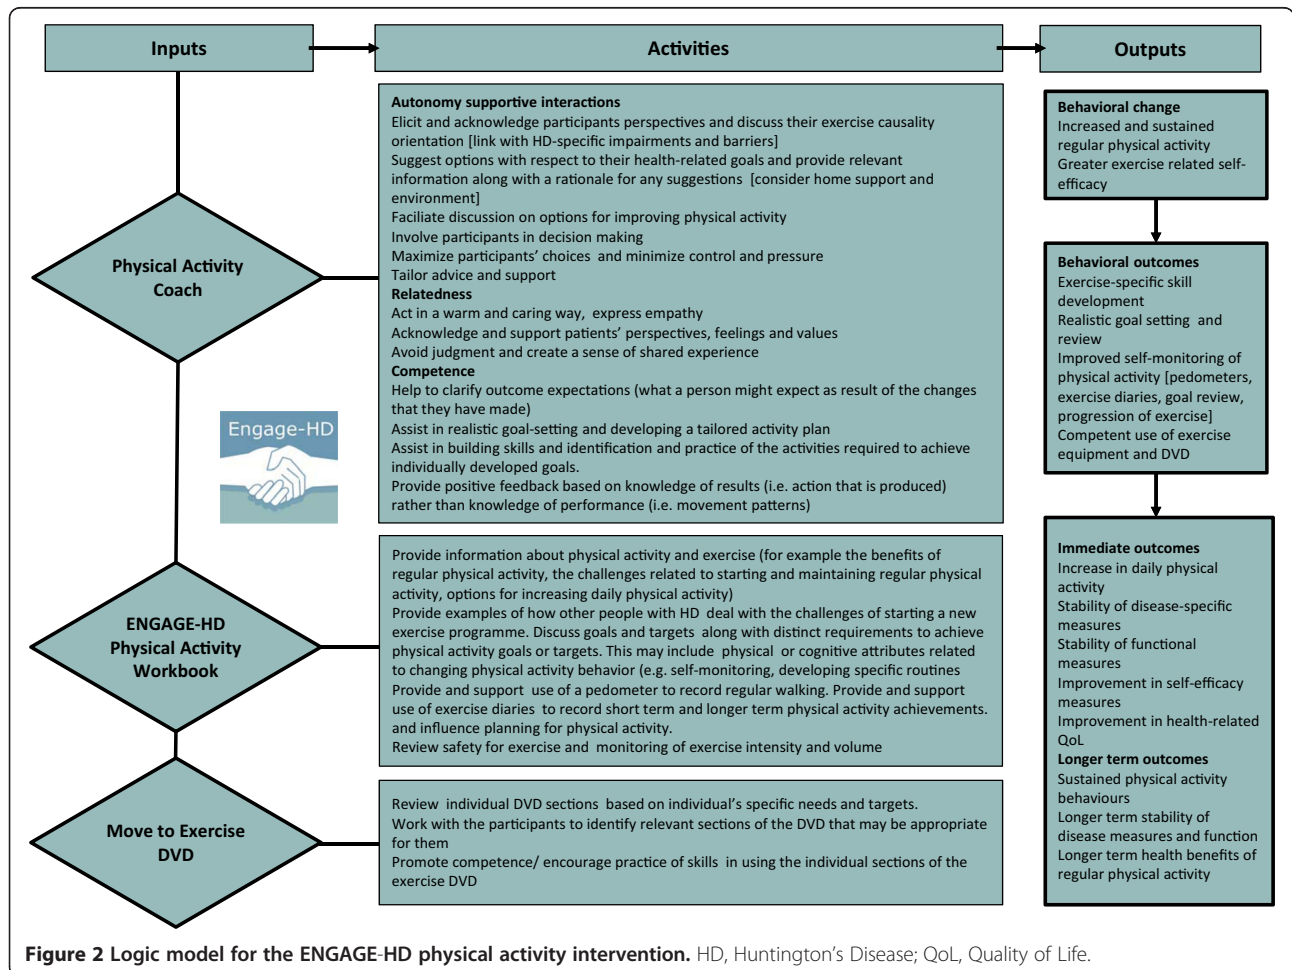 Inputs
Activities
Outputs
Physical Activity
Coach
Autonomy supportive interactions
Elicit and acknowledge participants perspectives and discuss their exercise causality
orientation [link with HD-specific impairments and barriers]
Suggest options with respect to their health-related goals and provide relevant
information along with a rationale for any suggestions [consider home support and
environment]
Faciliate discussion on options for improving physical activity
Involve participants in decision making
Maximize participants' choices and minimize control and pressure
Tailor advice and support
Relatedness
Act in a warm and caring way, express empathy
Acknowledge and support patients' perspectives, feelings and values
Avoid judgment and create a sense of shared experience
Competence
Help to clarify outcome expectations (what a person might expect as result of the changes
that they have made)
Assist in realistic goal-setting and developing a tailored activity plan
Assist in building skills and identification and practice of the activities required to achieve
individually developed goals.
Provide positive feedback based on knowledge of results (i.e. action that is produced)
rather than knowledge of performance (i.e. movement patterns)
Engage-HD
ENGAGE-HD
Physical Activity
Workbook
Provide information about physical activity and exercise (for example the benefits of
regular physical activity, the challenges related to starting and maintaining regular physical
activity, options for increasing daily physical activity)
Provide examples of how other people with HD deal with the challenges of starting a new
exercise programme. Discuss goals and targets along with distinct requirements to achieve
physical activity goals or targets. This may include physical or cognitive attributes related
to changing physical activity behavior (e.g. self-monitoring, developing specific routines
Provide and support use of a pedometer to record regular walking. Provide and support
use of exercise diaries to record short term and longer term physical activity achievements.
and influence planning for physical activity.
Review safety for exercise and monitoring of exercise intensity and volume
Move to Exercise
DVD
Review individual DVD sections based on individual's specific needs and targets.
Work with the participants to identify relevant sections of the DVD that may be appropriate
for them
Promote competence/ encourage practice of skills in using the individual sections of the
exercise DVD
Behavioral change
Increased and sustained
regular physical activity
Greater exercise related self-
efficacy
Behavioral outcomes
Exercise-specific skill
development
Realistic goal setting and
review
Improved self-monitoring of
physical activity [pedometers,
exercise diaries, goal review,
progression of exercise]
Competent use of exercise
equipment and DVD
Immediate outcomes
Increase in daily physical
activity
Stability of disease-specific
measures
Stability of functional
measures
Improvement in self-efficacy
measures
Improvement in health-related
QoL
Longer term outcomes
Sustained physical activity
behaviours
Longer term stability of
disease measures and function
Longer term health benefits of
regular physical activity
Figure 2 Logic model for the ENGAGE-HD physical activity intervention. HD, Huntington's Disease; QoL, Quality of Life.